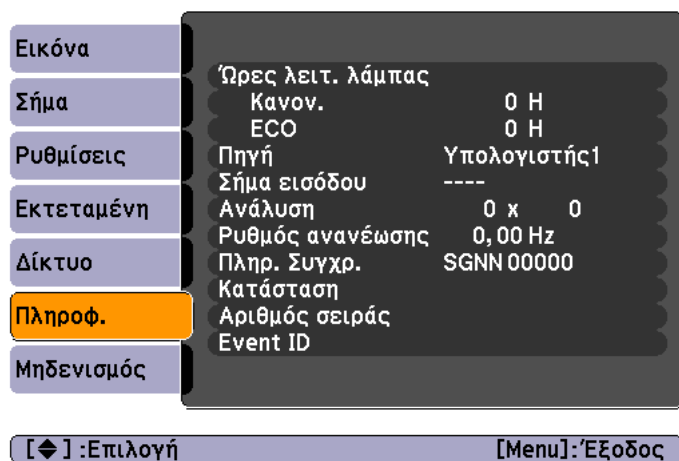 Εικόνα
Σήμα
Ρυθμίσεις
Εκτεταμένη
Δίκτυο
Πληροφ.
Μηδενισμός
Ώρες λειτ. λάμπας
Κανον. 0 H
ECO 0 H
Πηγή Υπολογιστής1
Σήμα εισόδου ----
Ανάλυση 0 x 0
Ρυθμός ανανέωσης 0,00 Hz
Πληρ. Συγχρ. SGNN 00000
Κατάσταση
Αριθμός σειράς
Event ID
[◆] :Επιλογή [Menu]:Έξοδος